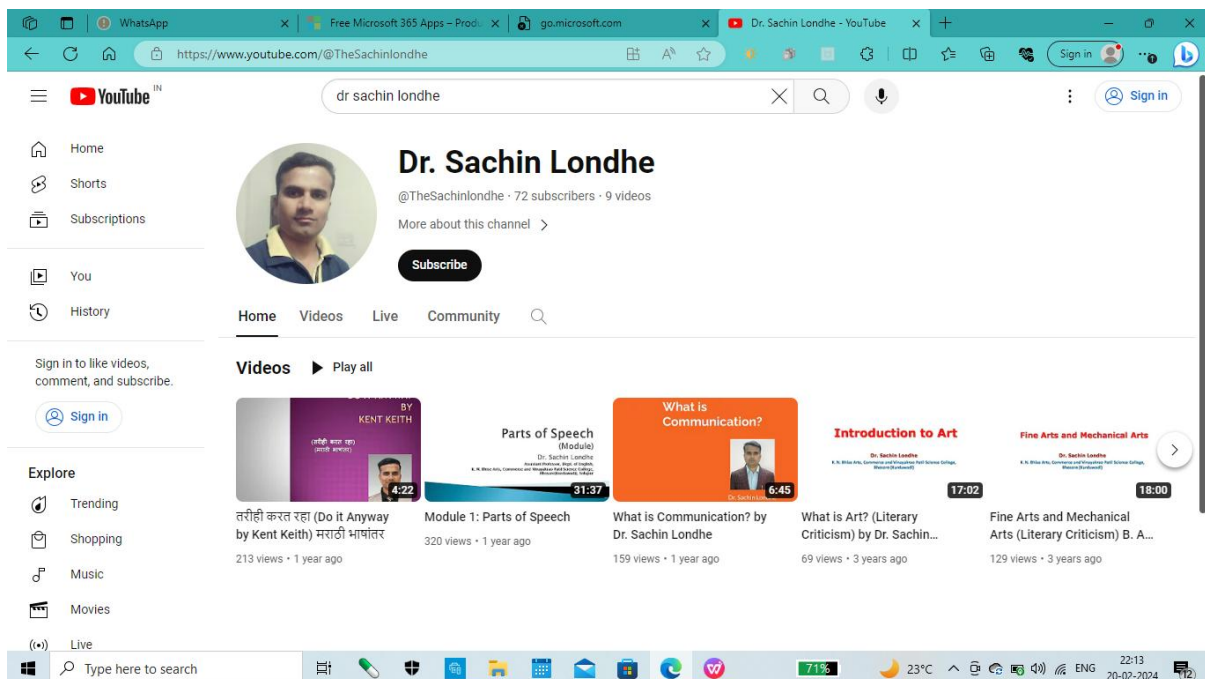 WhatsApp
Free Microsoft 365 Apps – Produ
go.microsoft.com
Dr. Sachin Londhe - YouTube
https://www.youtube.com/@TheSachinlondhe
Sign in
YouTube IN
dr sachin londhe
Sign in
Home
Shorts
Subscriptions
You
History
Sign in to like videos,
comment, and subscribe.
Sign in
Explore
Trending
Shopping
Music
Movies
Live
Dr. Sachin Londhe
@TheSachinlondhe · 72 subscribers · 9 videos
More about this channel
Subscribe
Home Videos Live Community
Videos Play all
BY
KENT KEITH
(तरीही करत रहा)
(मराठी भाषांतर)
4:22
तरीही करत रहा (Do it Anyway
by Kent Keith) मराठी भाषांतर
213 views • 1 year ago
Parts of Speech
(Module)
Dr. Sachin Londhe
31:37
Module 1: Parts of Speech
320 views • 1 year ago
What is
Communication?
Dr. Sachin Lon
6:45
What is Communication? by
Dr. Sachin Londhe
159 views • 1 year ago
Introduction to Art
Dr. Sachin Londhe
17:02
What is Art? (Literary
Criticism) by Dr. Sachin...
69 views • 3 years ago
Fine Arts and Mechanical Arts
Dr. Sachin Londhe
18:00
Fine Arts and Mechanical
Arts (Literary Criticism) B. A...
129 views • 3 years ago
Type here to search
71%
23°C
ENG
22:13
20-02-2024
12